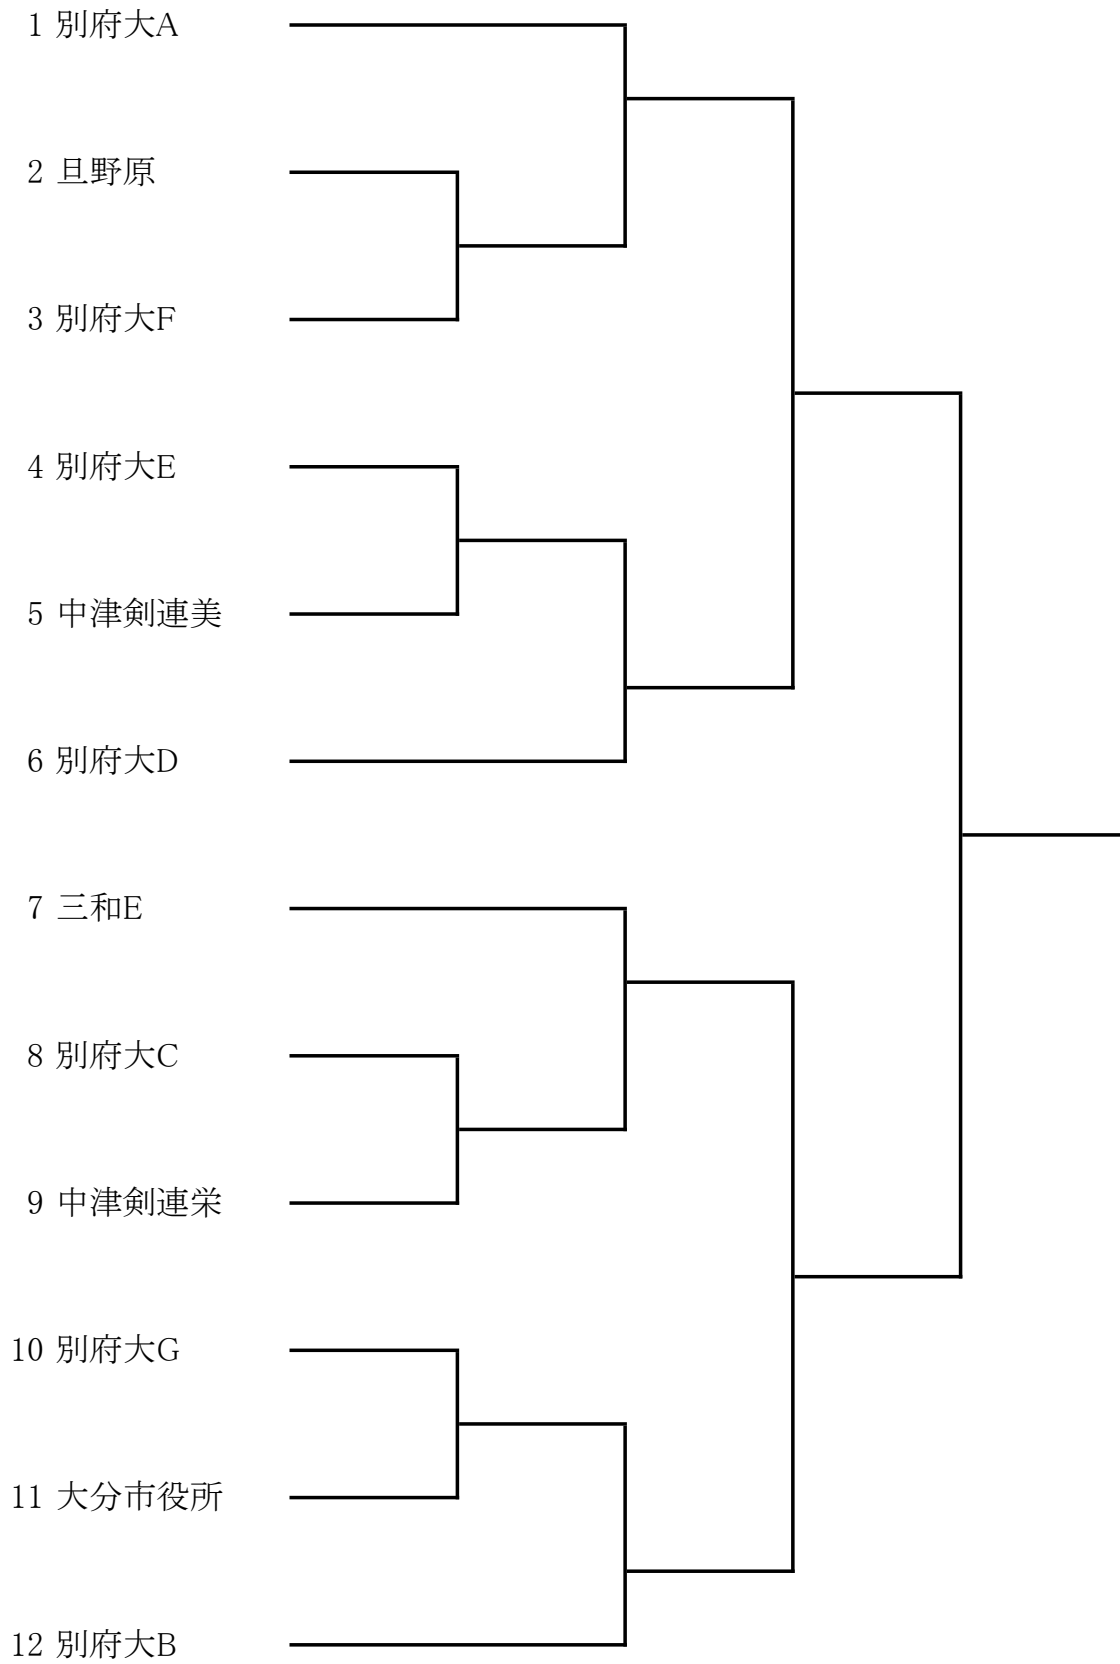 1 別府大A
2 旦野原
3 別府大F
4 別府大E
5 中津剣連美
6 別府大D
7 三和E
8 別府大C
9 中津剣連栄
10 別府大G
11 大分市役所
12 別府大B